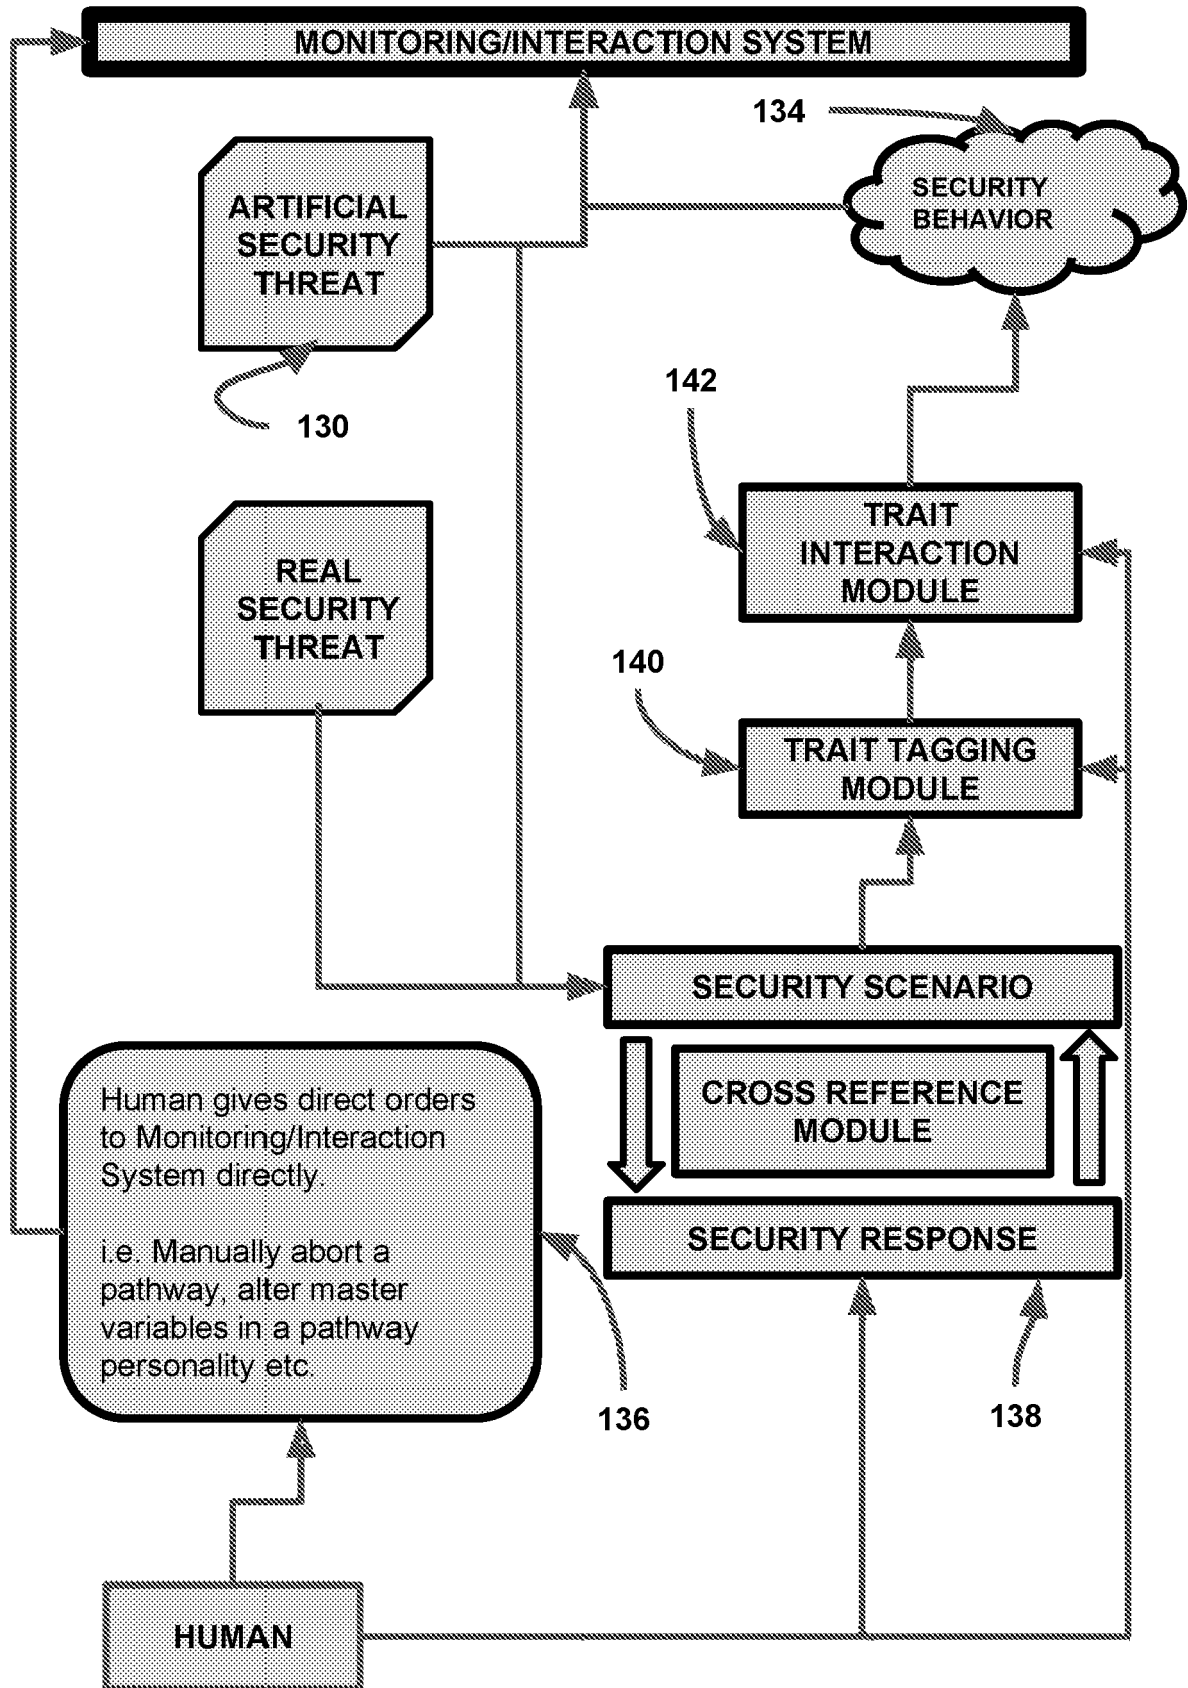 MONITORING/INTERACTION SYSTEM
134
SECURITY
BEHAVIOR
ARTIFICIAL
SECURITY
THREAT
130
142
TRAIT
INTERACTION
MODULE
REAL
SECURITY
THREAT
140
TRAIT TAGGING
MODULE
SECURITY SCENARIO
CROSS REFERENCE
MODULE
SECURITY RESPONSE
Human gives direct orders
to Monitoring/Interaction
System directly.
i.e. Manually abort a
pathway, alter master
variables in a pathway
personality etc.
136
138
HUMAN